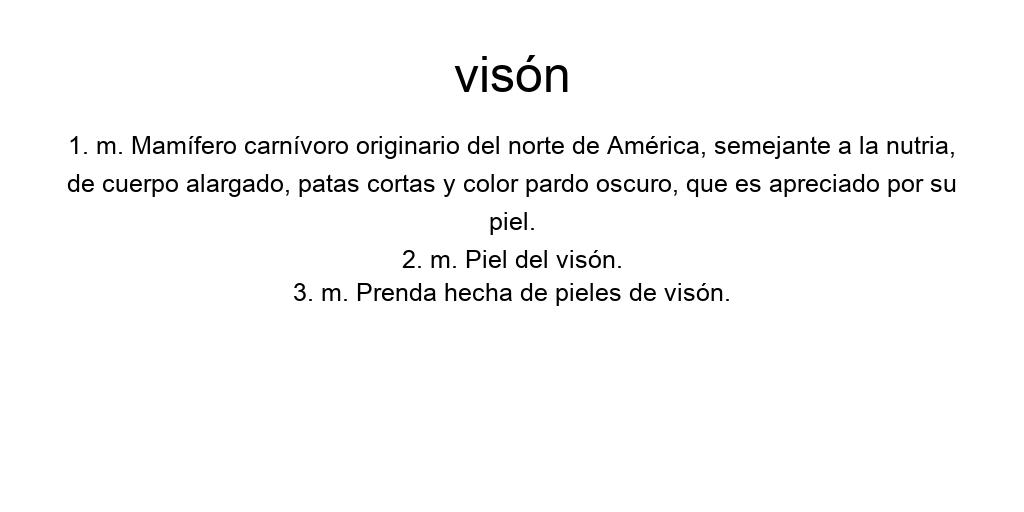 visón
1. m. Mamífero carnívoro originario del norte de América, semejante a la nutria,
de cuerpo alargado, patas cortas y color pardo oscuro, que es apreciado por su
piel.
2. m. Piel del visón.
3. m. Prenda hecha de pieles de visón.